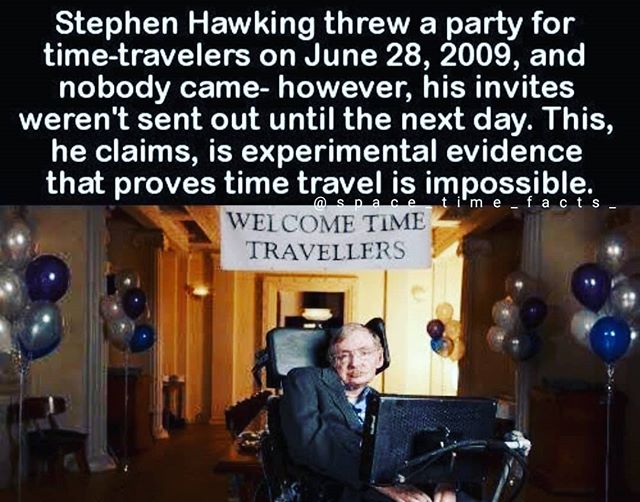 Stephen Hawking threw a party for
time-travelers on June 28, 2009, and
nobody came- however, his invites
weren't sent out until the next day. This,
he claims, is experimental evidence
that proves time travel is impossible.
@space_time_facts_
WELCOME TIME
TRAVELLERS